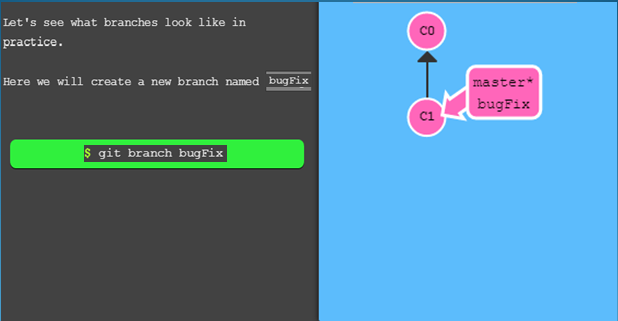 Let's see what branches look like in
practice.
Here we will create a new branch named bugFix
$ git branch bugFix
C0
master*
bugFix
C1